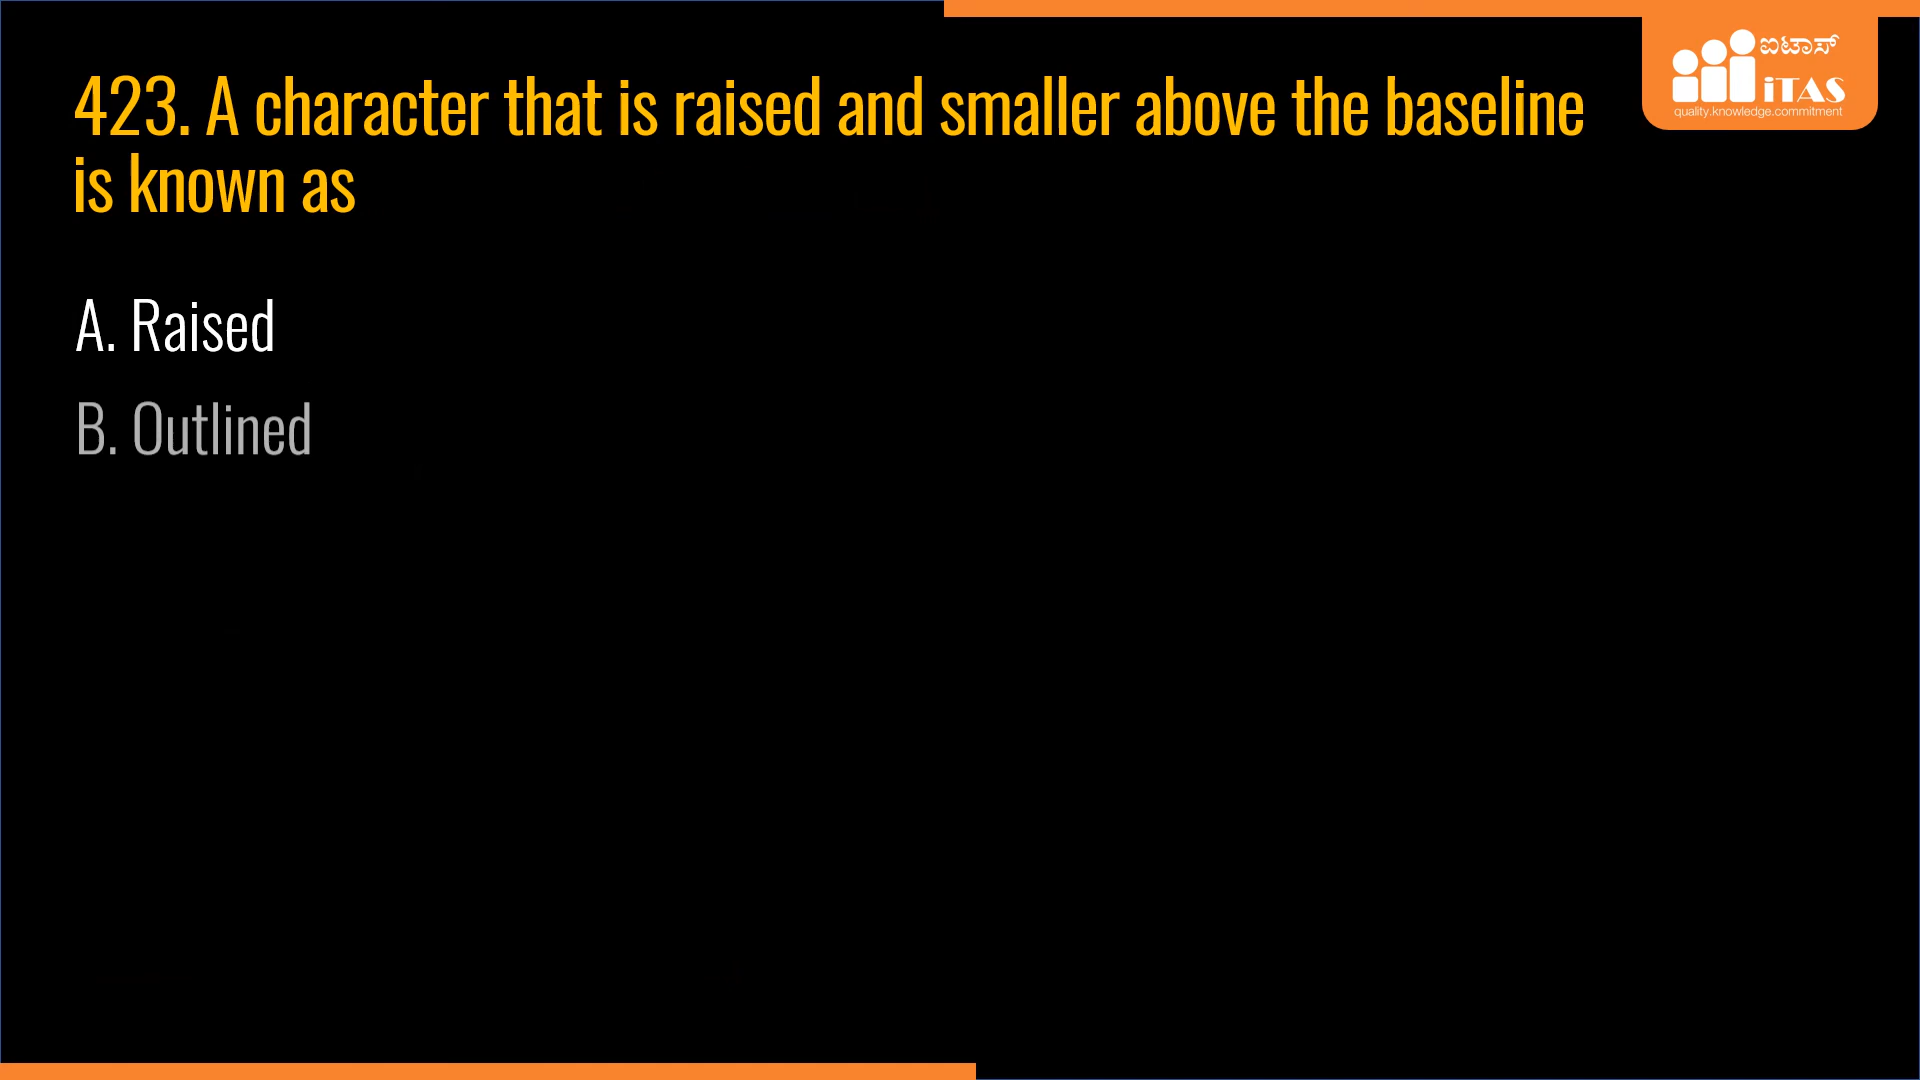 ಐಟಾಸ್
iTAS
quality.knowledge.commitment
423. A character that is raised and smaller above the baseline
is known as
A. Raised
B. Outlined